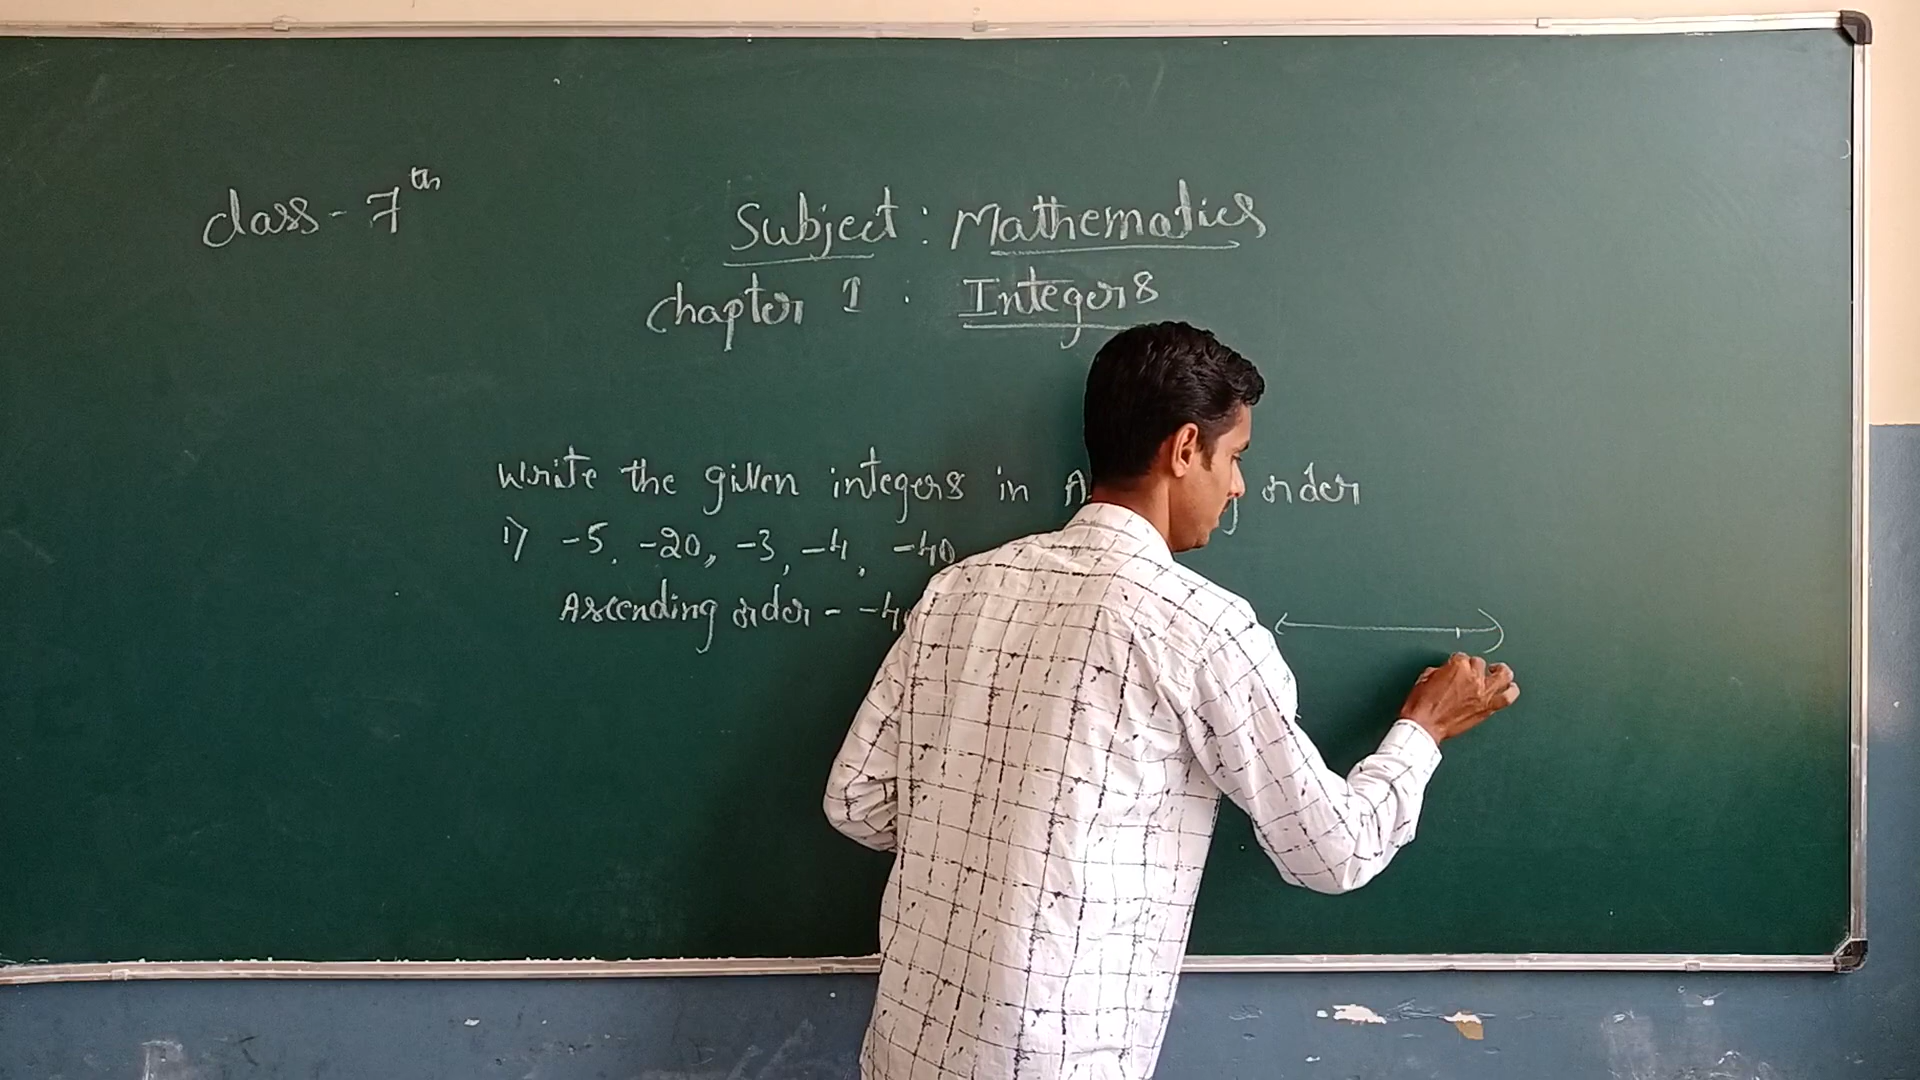 Class - 7th
Subject : Mathematics
Chapter 1 : Integers
Write the given integers in order
1) -5, -20, -3, -4, -40
Ascending order -